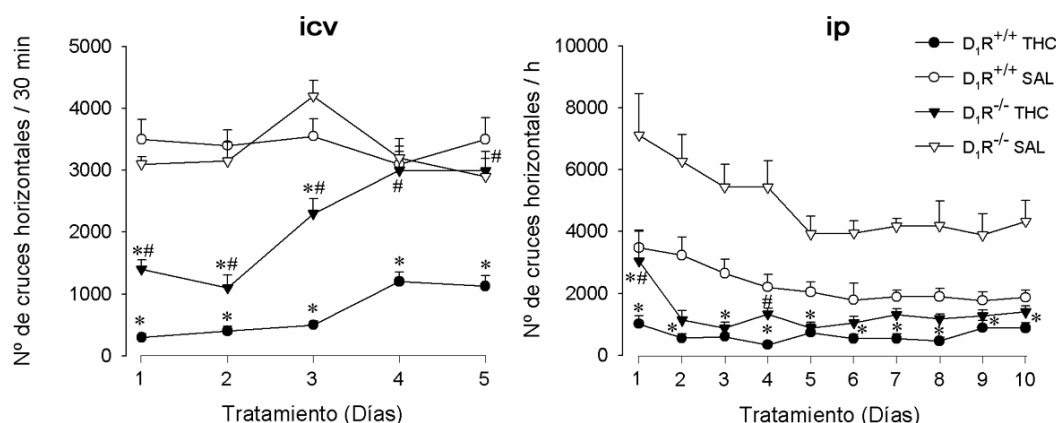 icv
Nº de cruces horizontales / 30 min
5000
4000
3000
2000
1000
0
*#
*#
*#
#
#
*
*
*
*
*
1 2 3 4 5
Tratamiento (Días)
ip
Nº de cruces horizontales / h
10000
8000
6000
4000
2000
0
*#
*
*
*
#
*
*
*
*
*
*
*
*
1 2 3 4 5 6 7 8 9 10
Tratamiento (Días)
D₁R⁺/⁺ THC
D₁R⁺/⁺ SAL
D₁R⁻/⁻ THC
D₁R⁻/⁻ SAL